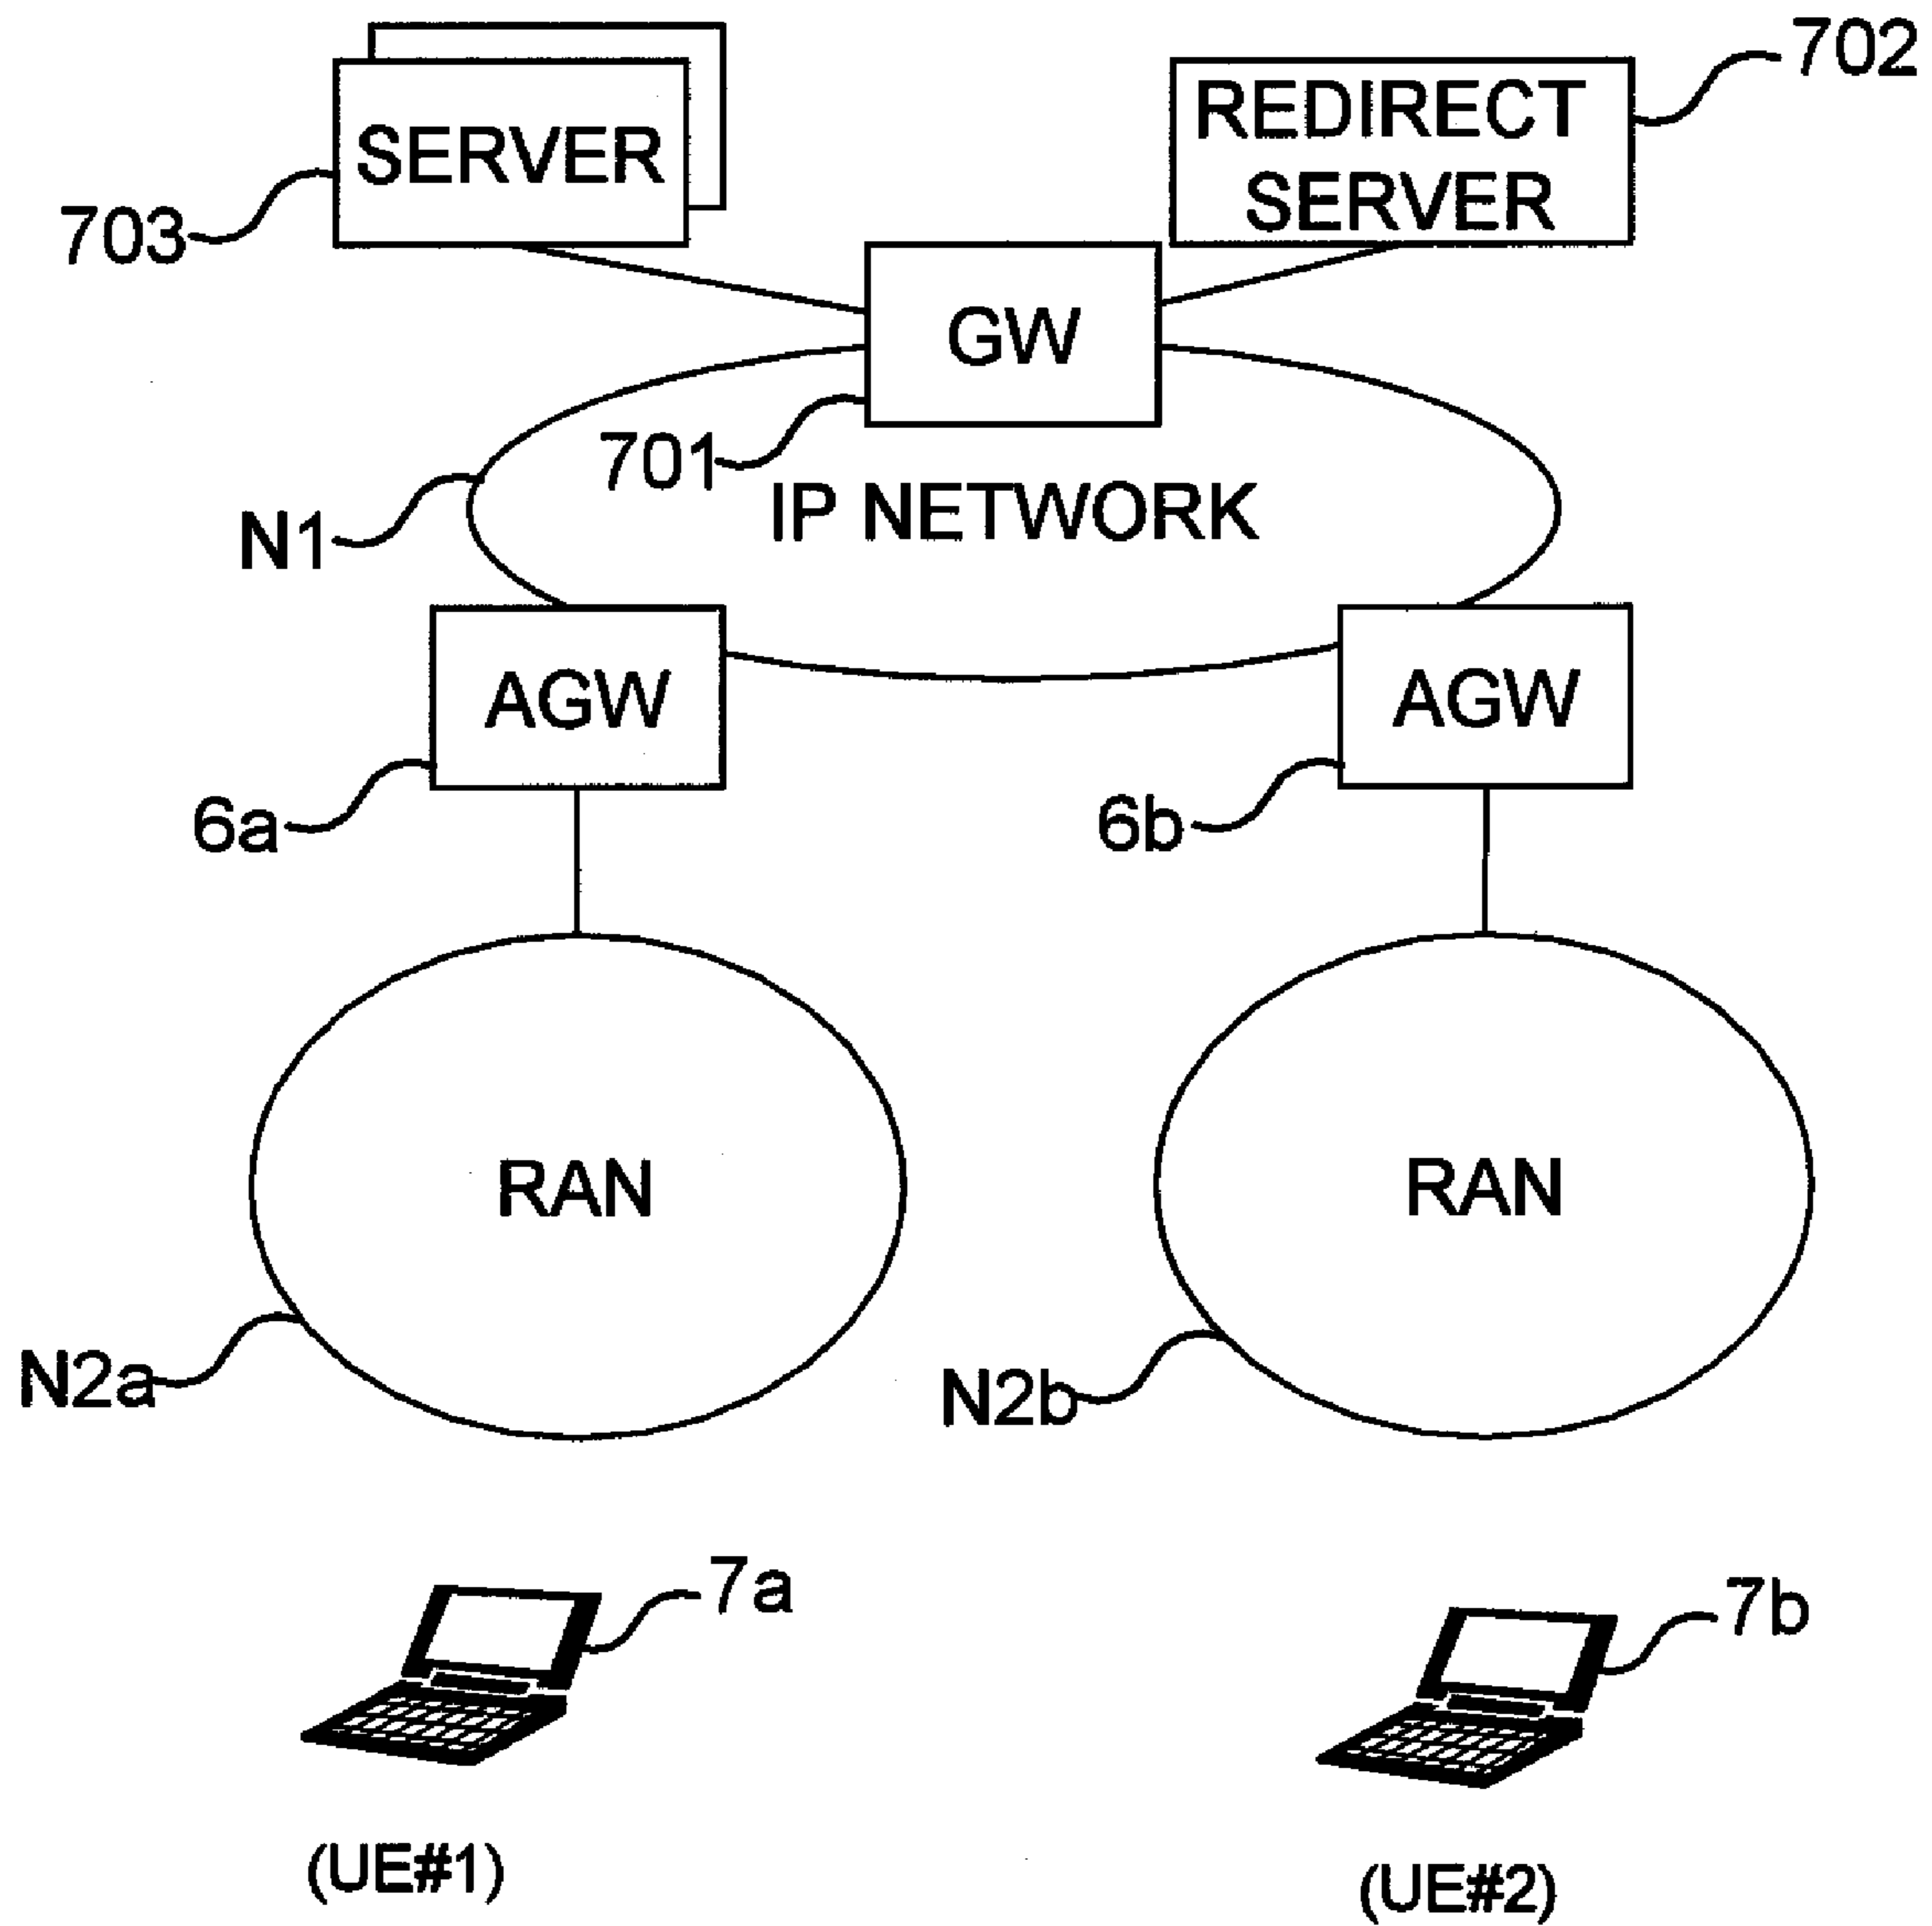 702
REDIRECT
SERVER
SERVER
703
GW
701
IP NETWORK
N1
AGW
AGW
6a
6b
RAN
RAN
N2a
N2b
7a
7b
(UE#1)
(UE#2)